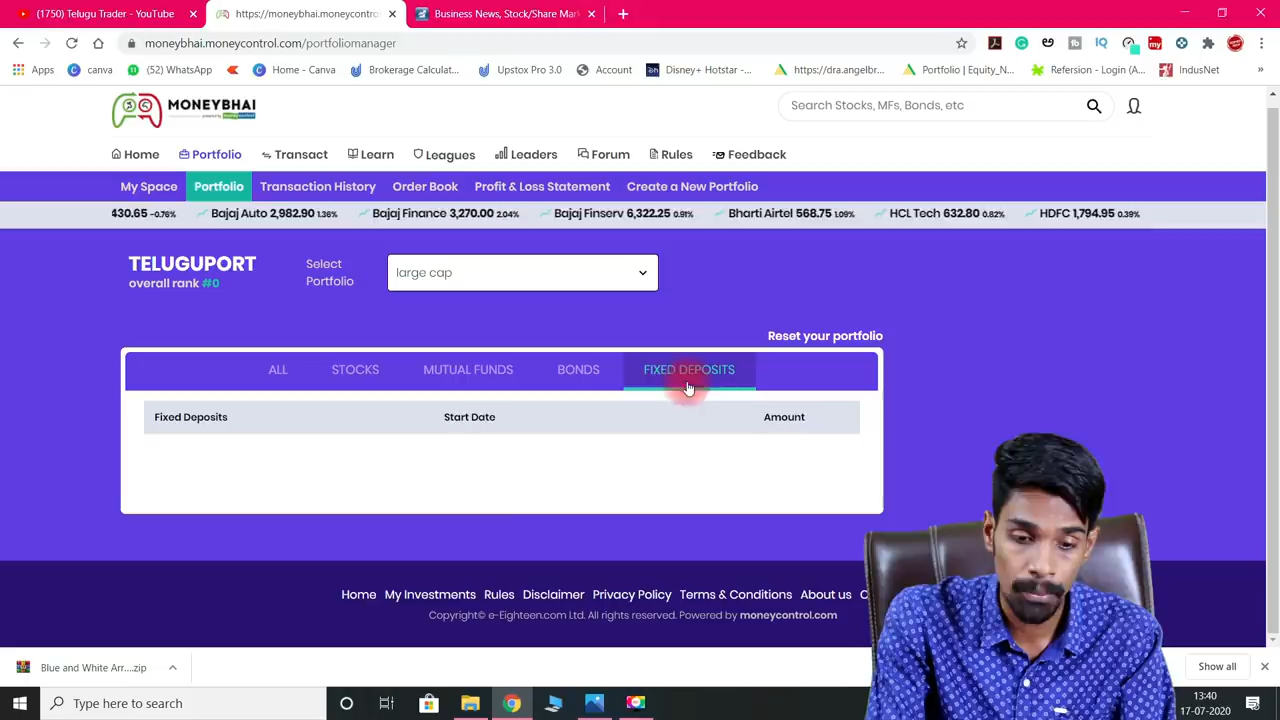 (1750) Telugu Trader - YouTube
https://moneybhai.moneycontro
Business News, Stock/Share Mar
moneybhai.moneycontrol.com/portfoliomanager
Apps
canva
(52) WhatsApp
Home - Canva
Brokerage Calculat...
Upstox Pro 3.0
Account
Disney+ Hotstar -...
https://dra.angelbr...
Portfolio | Equity_N...
Refersion - Login (A...
IndusNet
MONEYBHAI
Search Stocks, MFs, Bonds, etc
Home Portfolio Transact Learn Leagues Leaders Forum Rules Feedback
My Space Portfolio Transaction History Order Book Profit & Loss Statement Create a New Portfolio
430.65 -0.76% Bajaj Auto 2,982.90 1.36% Bajaj Finance 3,270.00 2.04% Bajaj Finserv 6,322.25 0.91% Bharti Airtel 568.75 1.09% HCL Tech 632.80 0.82% HDFC 1,794.95 0.39%
TELUGUPORT
overall rank #0
Select
Portfolio
large cap
Reset your portfolio
ALL STOCKS MUTUAL FUNDS BONDS FIXED DEPOSITS
Fixed Deposits Start Date Amount
Home My Investments Rules Disclaimer Privacy Policy Terms & Conditions About us C
Copyright© e-Eighteen.com Ltd. All rights reserved. Powered by moneycontrol.com
Blue and White Arr....zip
Show all
Type here to search
13:40
17-07-2020